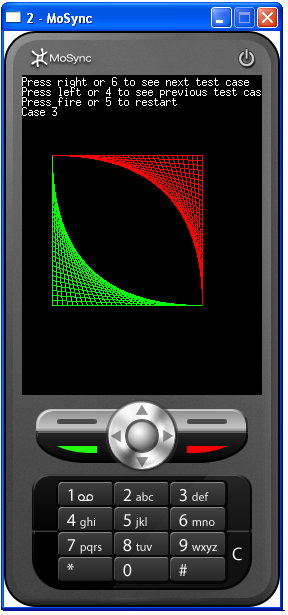 2 - MoSync
MoSync
Press right or 6 to see next test case
Press left or 4 to see previous test cas
Press fire or 5 to restart
Case 3
1 2 abc 3 def
4 ghi 5 jkl 6 mno
7 pqrs 8 tuv 9 wxyz
* 0 #
C